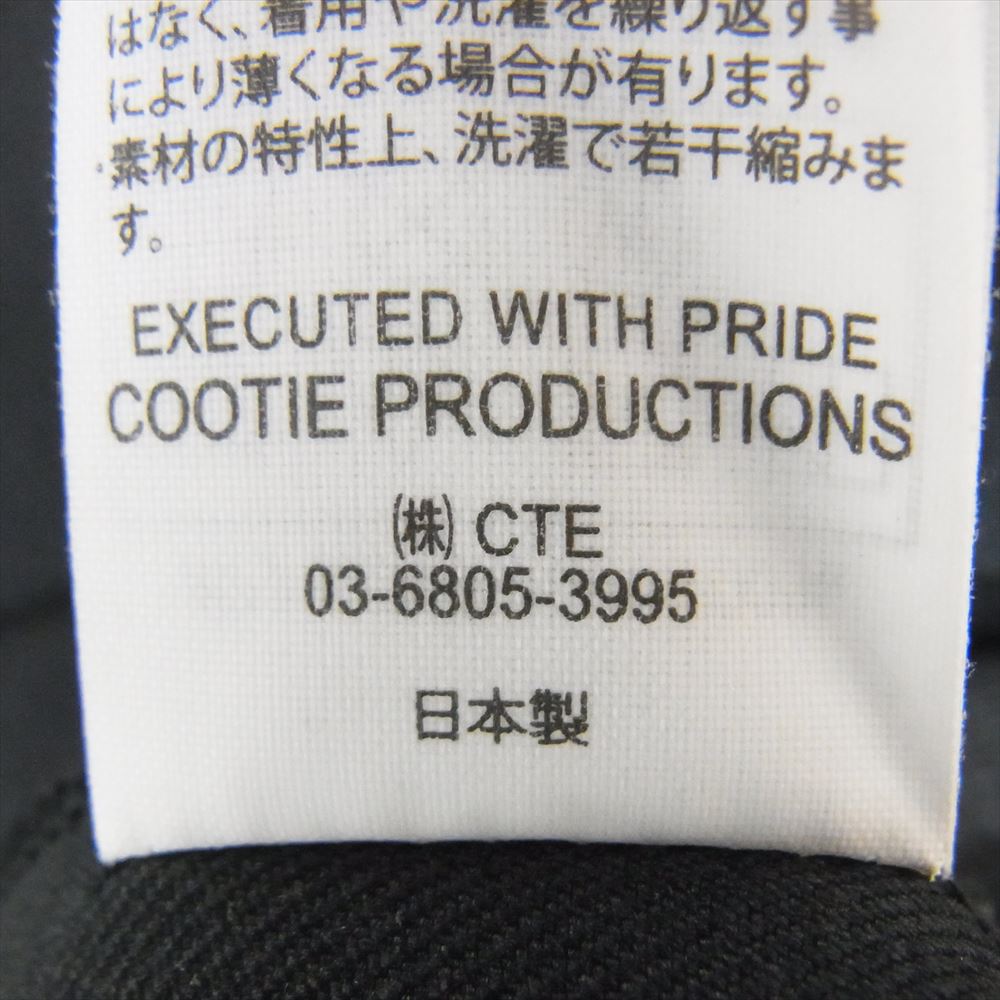 はなく、着用や洗濯を繰り返す事
により薄くなる場合が有ります。
・素材の特性上、洗濯で若干縮みま
す。
EXECUTED WITH PRIDE
COOTIE PRODUCTIONS
㈱ CTE
03-6805-3995
日本製